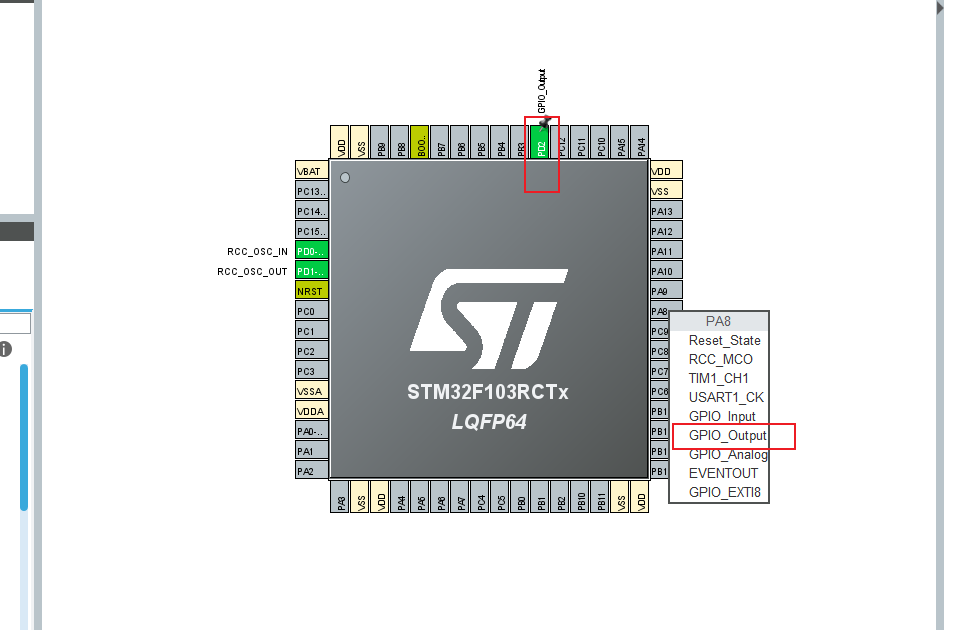 GPIO_Output
VDD
VSS
PB9
PB8
BOO..
PB7
PB6
PB5
PB4
PB3
PD2
PC12
PC11
PC10
PA15
PA14
VBAT
PC13..
PC14..
PC15..
RCC_OSC_IN PD0-..
RCC_OSC_OUT PD1-..
NRST
PC0
PC1
PC2
PC3
VSSA
VDDA
PA0-..
PA1
PA2
VDD
VSS
PA13
PA12
PA11
PA10
PA9
PA8
PC9
PC8
PC7
PC6
PB1
PB1
PB1
PB1
STM32F103RCTx
LQFP64
PA8
Reset_State
RCC_MCO
TIM1_CH1
USART1_CK
GPIO_Input
GPIO_Output
GPIO_Analog
EVENTOUT
GPIO_EXTI8
PA3
VSS
VDD
PA4
PA5
PA6
PA7
PC4
PC5
PB0
PB1
PB2
PB10
PB11
VSS
VDD